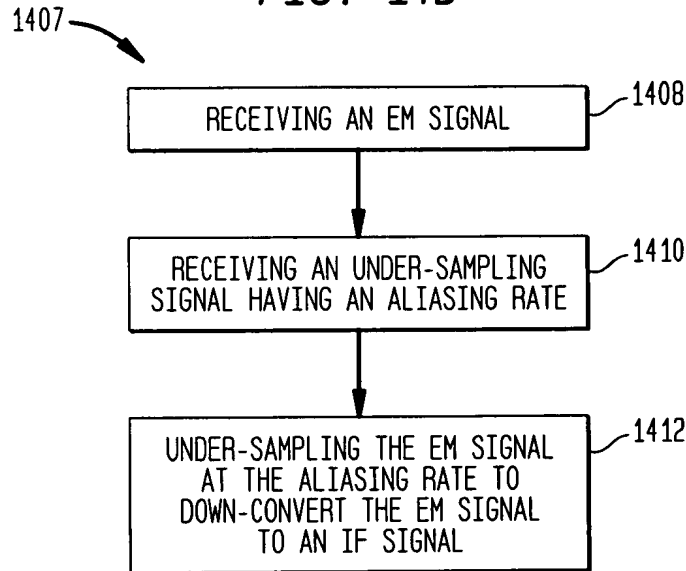 FIG. 14B
1407
RECEIVING AN EM SIGNAL
1408
RECEIVING AN UNDER-SAMPLING
SIGNAL HAVING AN ALIASING RATE
1410
UNDER-SAMPLING THE EM SIGNAL
AT THE ALIASING RATE TO
DOWN-CONVERT THE EM SIGNAL
TO AN IF SIGNAL
1412